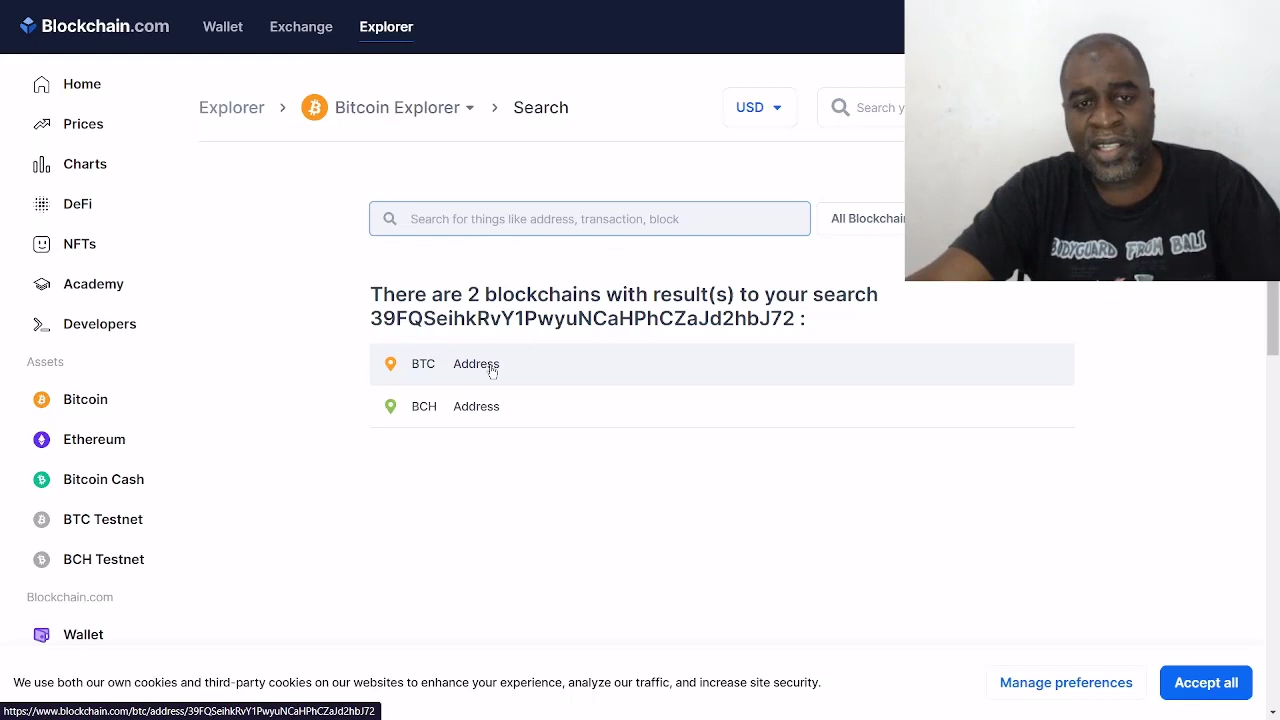 Blockchain.com
Wallet
Exchange
Explorer
Home
Prices
Charts
DeFi
NFTs
Academy
Developers
Assets
Bitcoin
Ethereum
Bitcoin Cash
BTC Testnet
BCH Testnet
Blockchain.com
Wallet
Explorer > Bitcoin Explorer > Search
USD
Search y
Search for things like address, transaction, block
All Blockchain
There are 2 blockchains with result(s) to your search
39FQSeihkRvY1PwyuNCaHPhCZaJd2hbJ72 :
BTC Address
BCH Address
BODYGUARD FROM BALI
We use both our own cookies and third-party cookies on our websites to enhance your experience, analyze our traffic, and increase site security.
Manage preferences
Accept all
https://www.blockchain.com/btc/address/39FQSeihkRvY1PwyuNCaHPhCZaJd2hbJ72